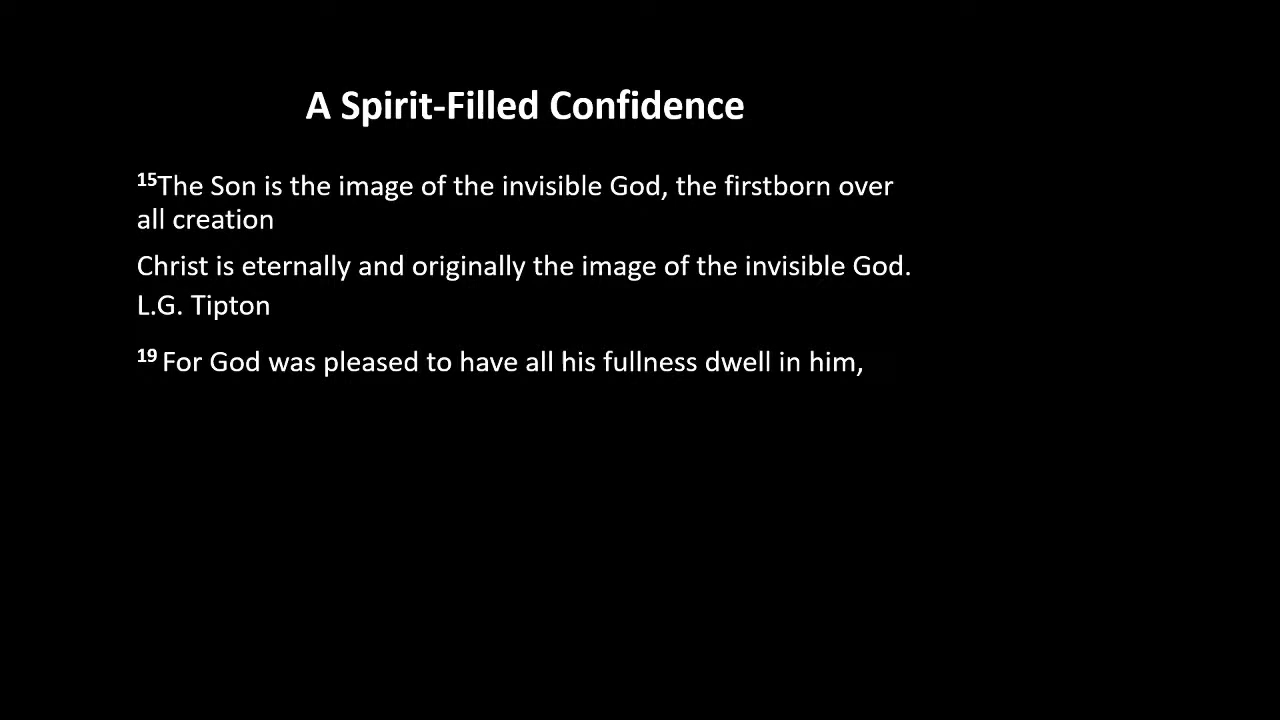 A Spirit-Filled Confidence
15The Son is the image of the invisible God, the firstborn over
all creation
Christ is eternally and originally the image of the invisible God.
L.G. Tipton
19 For God was pleased to have all his fullness dwell in him,